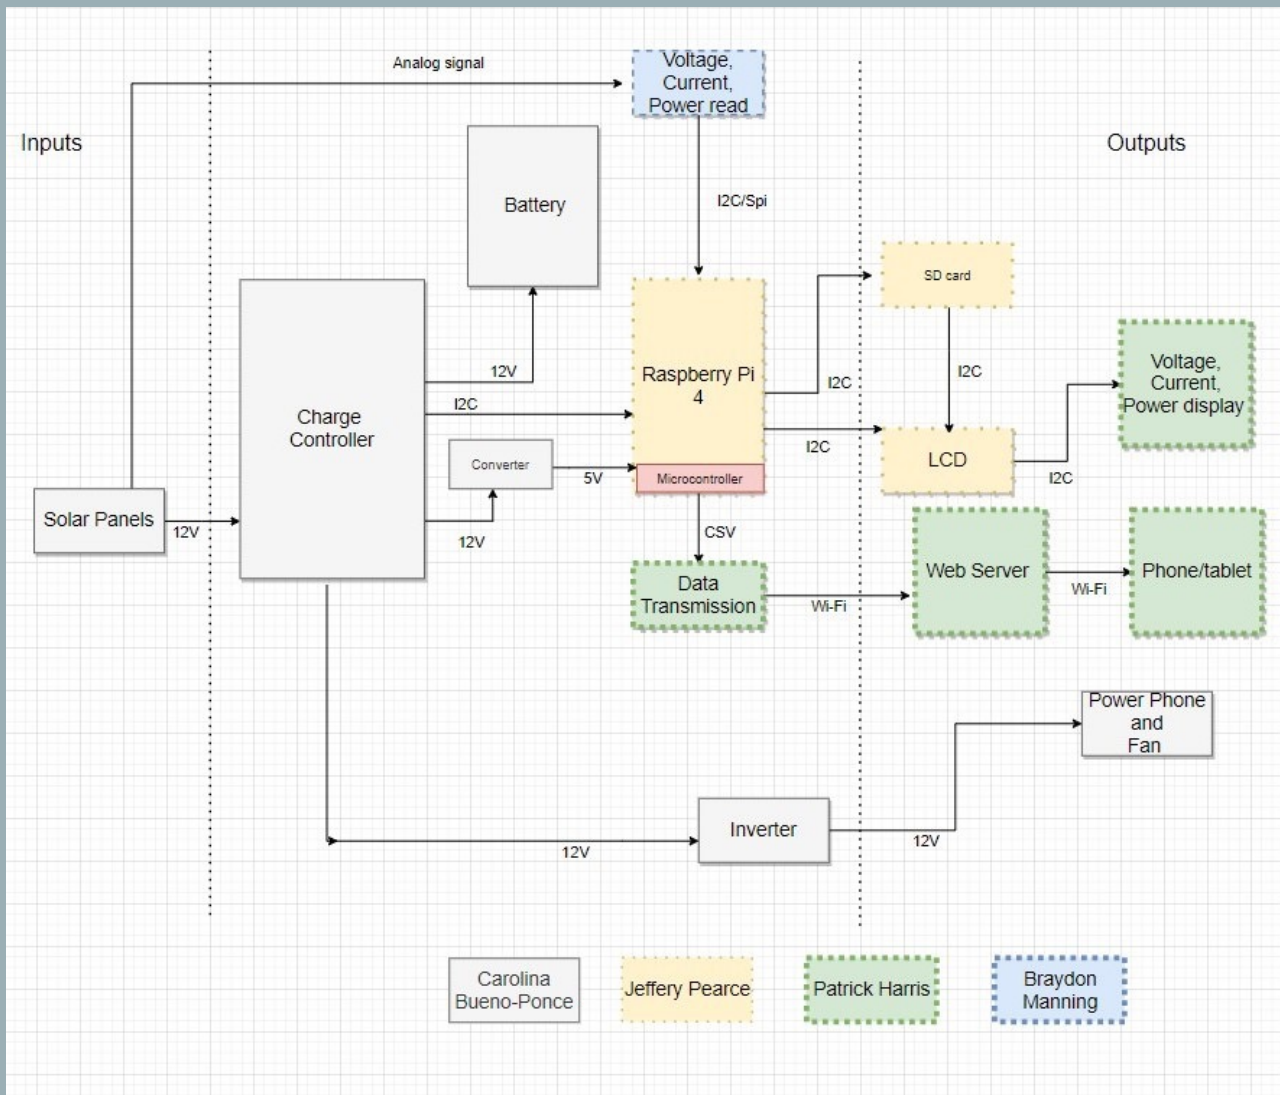 Analog signal
Voltage,
Current,
Power read
Inputs
Outputs
Battery
I2C/Spi
SD card
Charge
Controller
12V
I2C
Raspberry Pi
4
I2C
I2C
Voltage,
Current,
Power display
I2C
LCD
I2C
Converter
5V
Microcontroller
Solar Panels
12V
12V
CSV
Data
Transmission
Wi-Fi
Web Server
Wi-Fi
Phone/tablet
Power Phone
and
Fan
Inverter
12V
12V
Carolina
Bueno-Ponce
Jeffery Pearce
Patrick Harris
Braydon
Manning